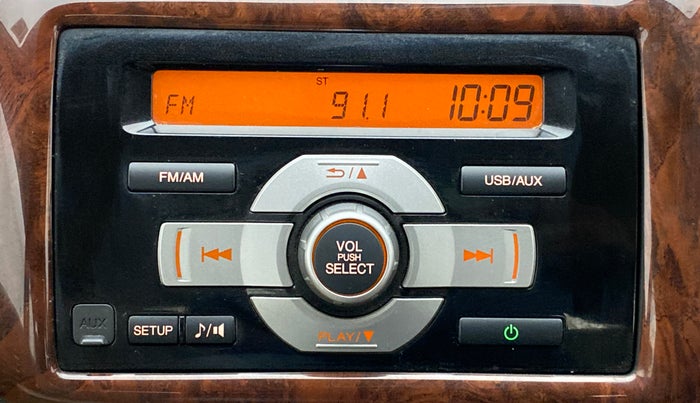 ST
FM 91.1 10:09
FM/AM
/▲
USB/AUX
VOL
PUSH
SELECT
AUX
SETUP
♪/
PLAY/▼